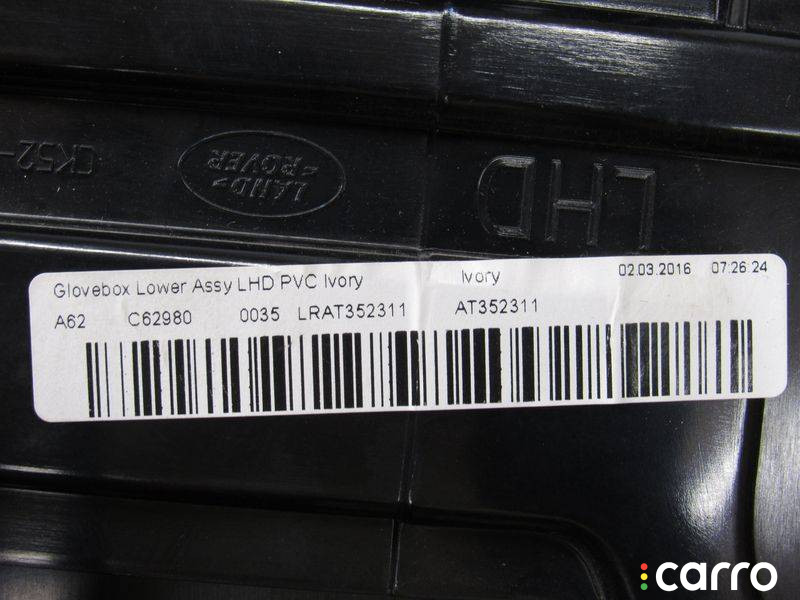 CK52-
LAND-
-ROVER
LHD
Glovebox Lower Assy LHD PVC Ivory Ivory 02.03.2016 07:26:24
A62 C62980 0035 LRAT352311 AT352311
carro